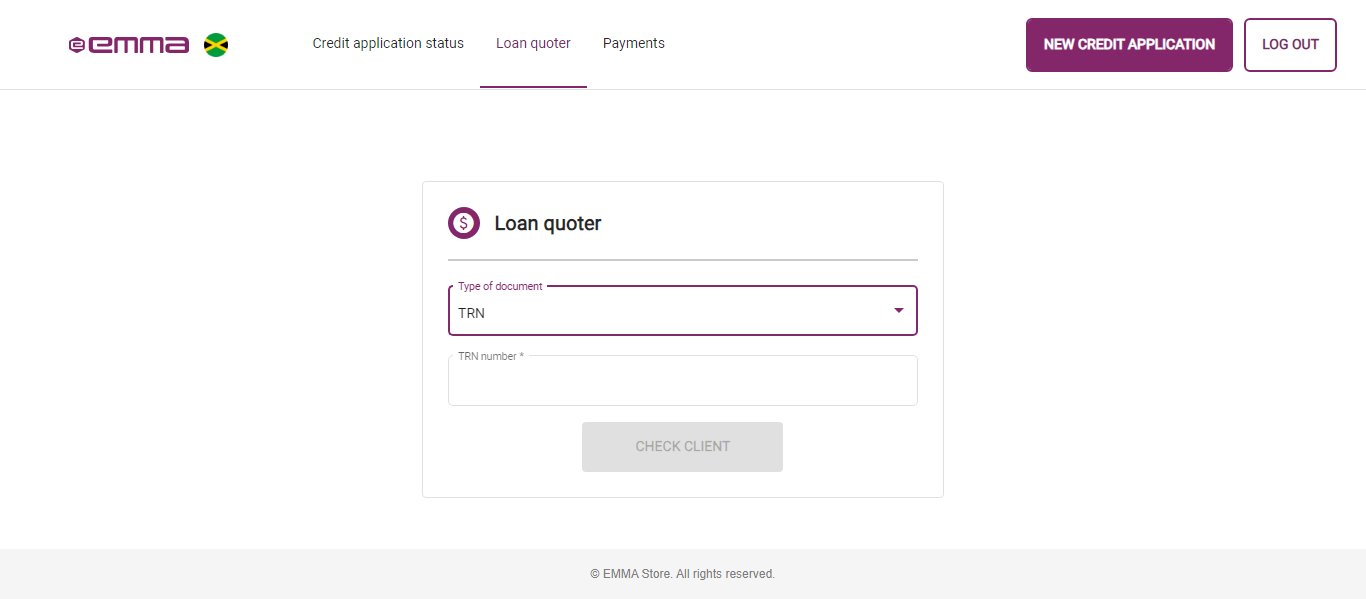 emma
Credit application status
Loan quoter
Payments
NEW CREDIT APPLICATION
LOG OUT
$ Loan quoter
Type of document
TRN
TRN number *
CHECK CLIENT
© EMMA Store. All rights reserved.